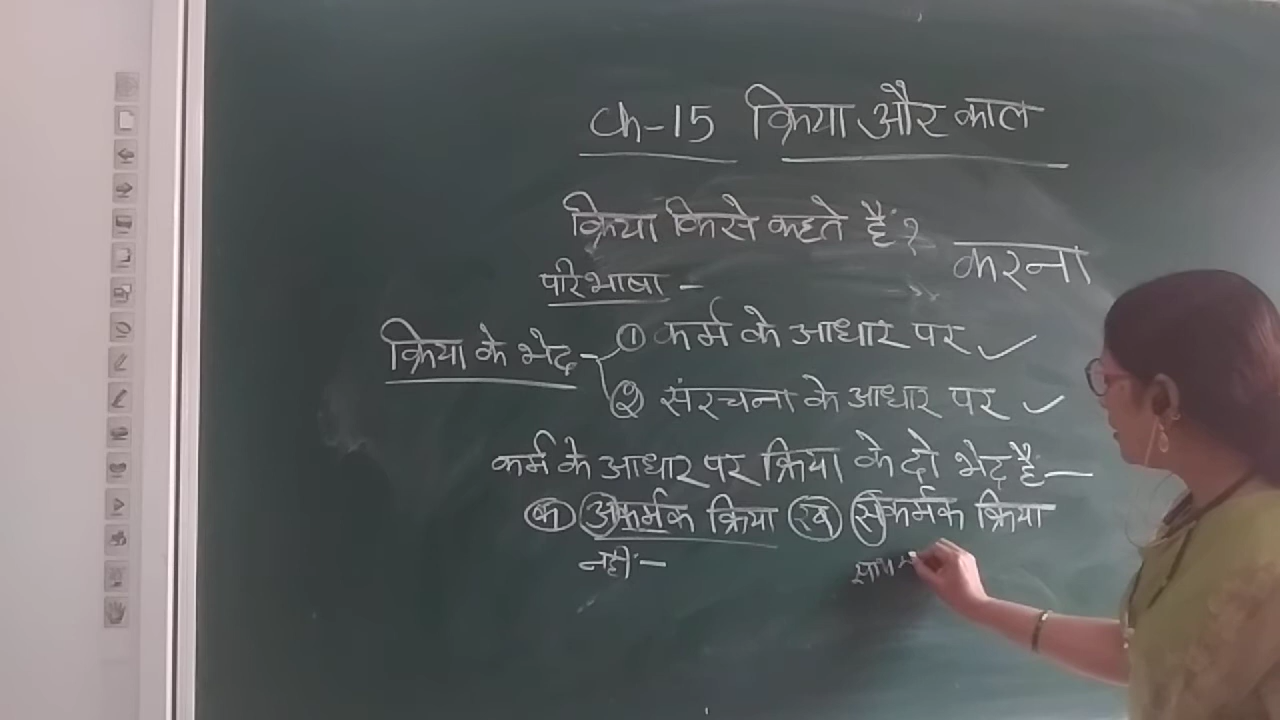 Ch-15 क्रिया और काल
क्रिया किसे कहते हैं?
करना
परिभाषा -
क्रिया के भेद - ① कर्म के आधार पर ✓
② संरचना के आधार पर ✓
कर्म के आधार पर क्रिया के दो भेद हैं —
(क) अकर्मक क्रिया (ख) सकर्मक क्रिया
नहीं -